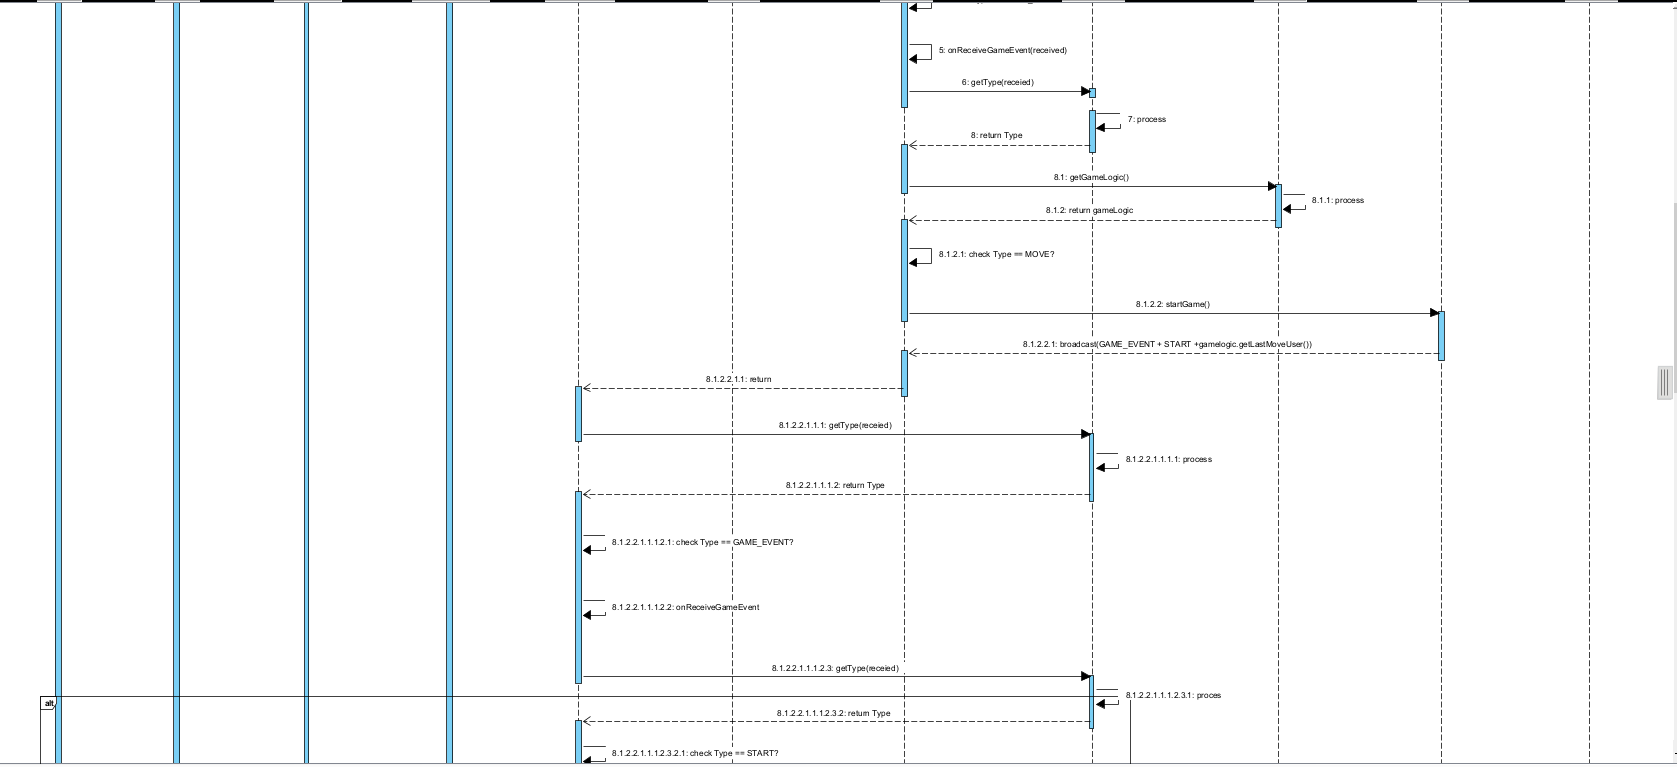 5: onReceiveGameEvent(received)
6: getType(receied)
7: process
8: return Type
8.1: getGameLogic()
8.1.1: process
8.1.2: return gameLogic
8.1.2.1: check Type == MOVE?
8.1.2.2: startGame()
8.1.2.2.1: broadcast(GAME_EVENT + START +gamelogic.getLastMoveUser())
8.1.2.2.1.1: return
8.1.2.2.1.1.1: getType(receied)
8.1.2.2.1.1.1.1: process
8.1.2.2.1.1.1.2: return Type
8.1.2.2.1.1.1.2.1: check Type == GAME_EVENT?
8.1.2.2.1.1.1.2.2: onReceiveGameEvent
8.1.2.2.1.1.1.2.3: getType(receied)
8.1.2.2.1.1.1.2.3.1: proces
alt
8.1.2.2.1.1.1.2.3.2: return Type
8.1.2.2.1.1.1.2.3.2.1: check Type == START?